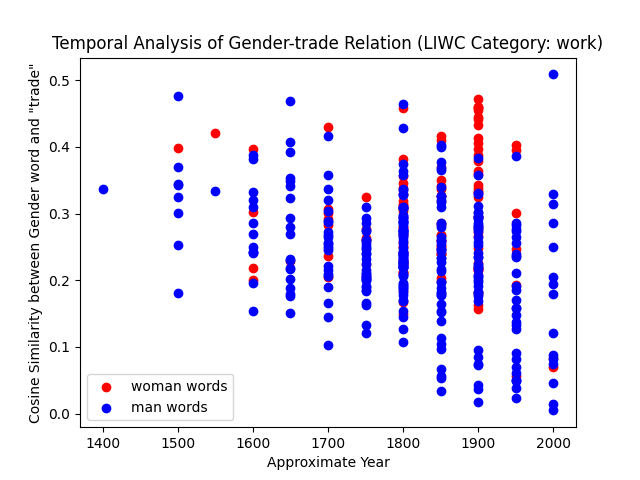 Temporal Analysis of Gender-trade Relation (LIWC Category: work)
Cosine Similarity between Gender word and "trade"
0.5
0.4
0.3
0.2
0.1
0.0
woman words
man words
1400 1500 1600 1700 1800 1900 2000
Approximate Year